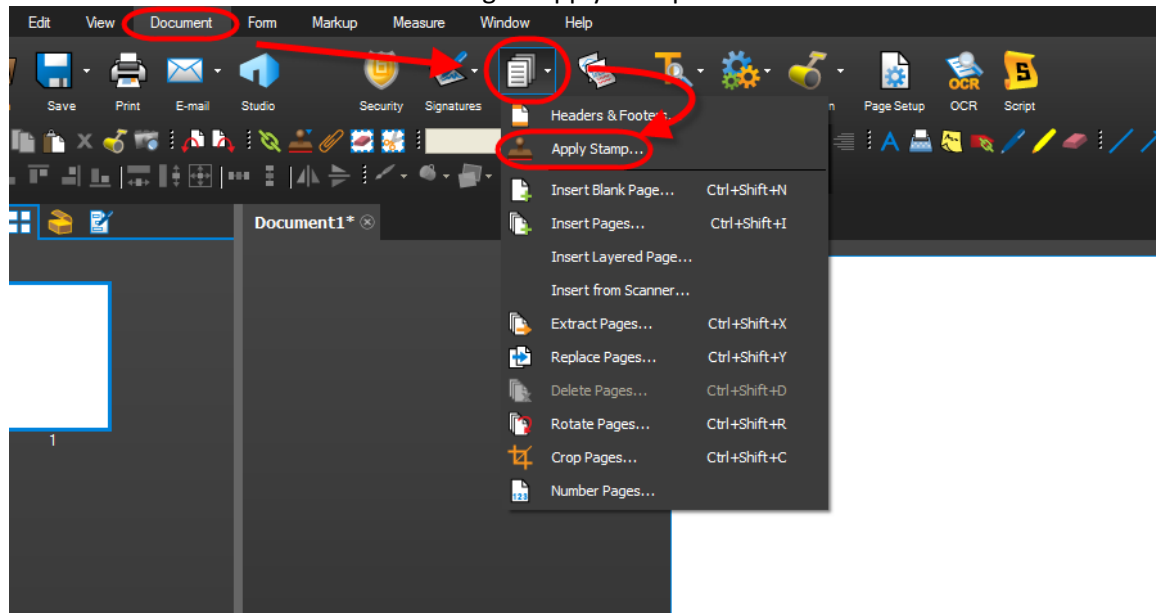 Apply
Edit View Document Form Markup Measure Window Help
Save Print E-mail Studio Security Signatures n Page Setup OCR Script
OCR
Headers & Footers...
Apply Stamp...
Document1*
Insert Blank Page... Ctrl+Shift+N
Insert Pages... Ctrl+Shift+I
Insert Layered Page...
Insert from Scanner...
Extract Pages... Ctrl+Shift+X
Replace Pages... Ctrl+Shift+Y
Delete Pages... Ctrl+Shift+D
Rotate Pages... Ctrl+Shift+R
1
Crop Pages... Ctrl+Shift+C
123
Number Pages...